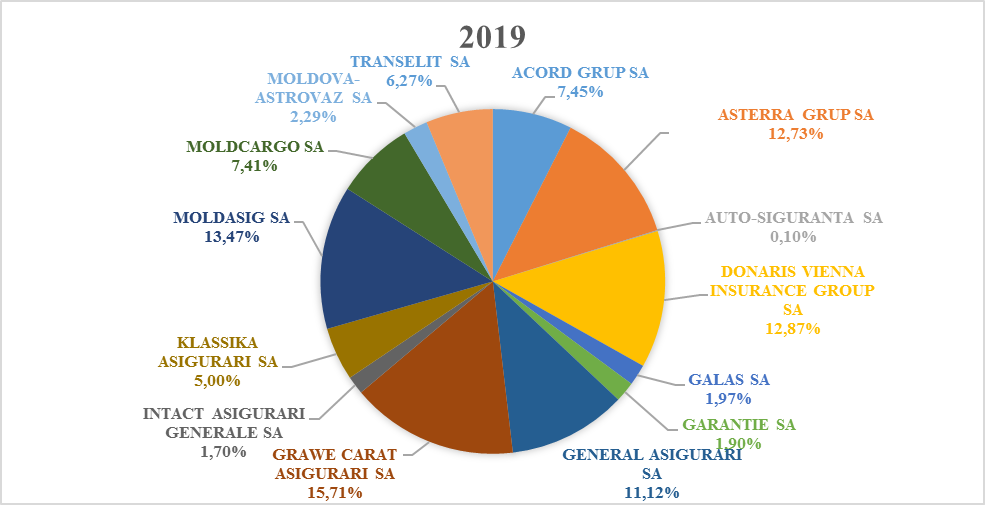 2019
ACORD GRUP SA
7,45%
ASTERRA GRUP SA
12,73%
AUTO-SIGURANTA SA
0,10%
DONARIS VIENNA
INSURANCE GROUP
SA
12,87%
GALAS SA
1,97%
GARANTIE SA
1,90%
GENERAL ASIGURARI
SA
11,12%
GRAWE CARAT
ASIGURARI SA
15,71%
INTACT ASIGURARI
GENERALE SA
1,70%
KLASSIKA
ASIGURARI SA
5,00%
MOLDASIG SA
13,47%
MOLDCARGO SA
7,41%
MOLDOVA-
ASTROVAZ SA
2,29%
TRANSELIT SA
6,27%